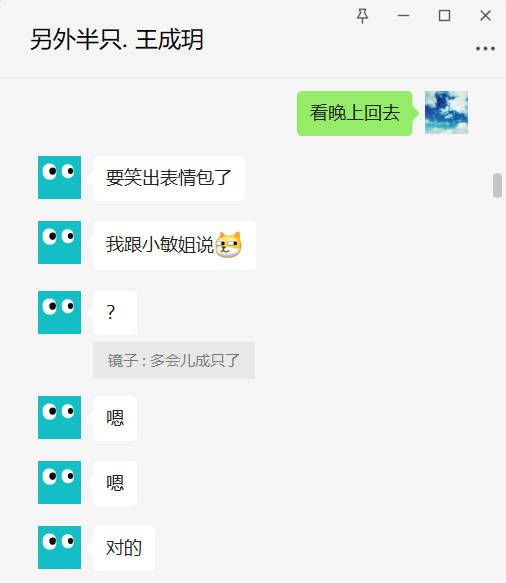 另外半只. 王成玥
看晚上回去
要笑出表情包了
我跟小敏姐说
?
镜子 : 多会儿成只了
嗯
嗯
对的